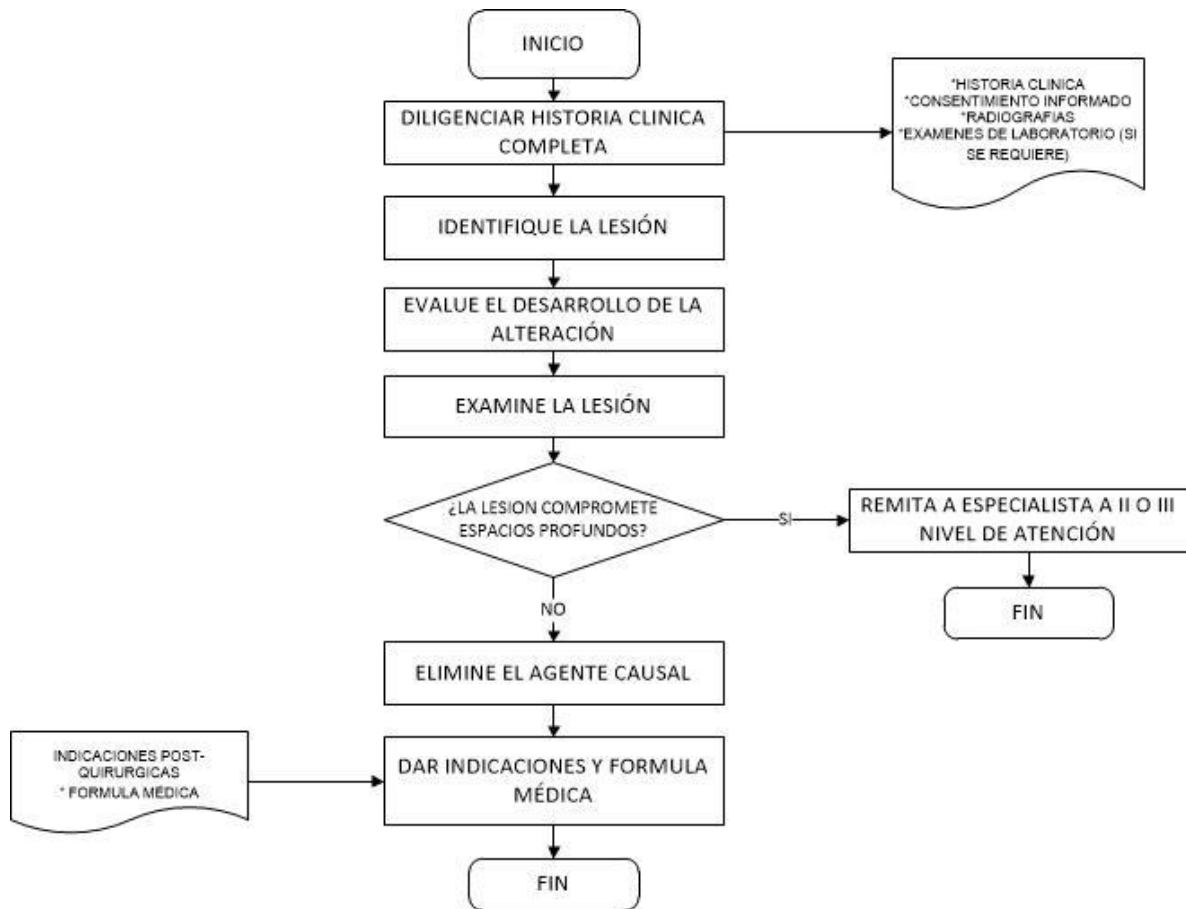 INICIO
DILIGENCIAR HISTORIA CLINICA
COMPLETA
*HISTORIA CLINICA
*CONSENTIMIENTO INFORMADO
*RADIOGRAFIAS
*EXAMENES DE LABORATORIO (SI
SE REQUIERE)
IDENTIFIQUE LA LESIÓN
EVALUE EL DESARROLLO DE LA
ALTERACIÓN
EXAMINE LA LESIÓN
¿LA LESION COMPROMETE
ESPACIOS PROFUNDOS?
SI
REMITA A ESPECIALISTA A II O III
NIVEL DE ATENCIÓN
FIN
NO
ELIMINE EL AGENTE CAUSAL
INDICACIONES POST-
QUIRURGICAS
* FORMULA MÉDICA
DAR INDICACIONES Y FORMULA
MÉDICA
FIN